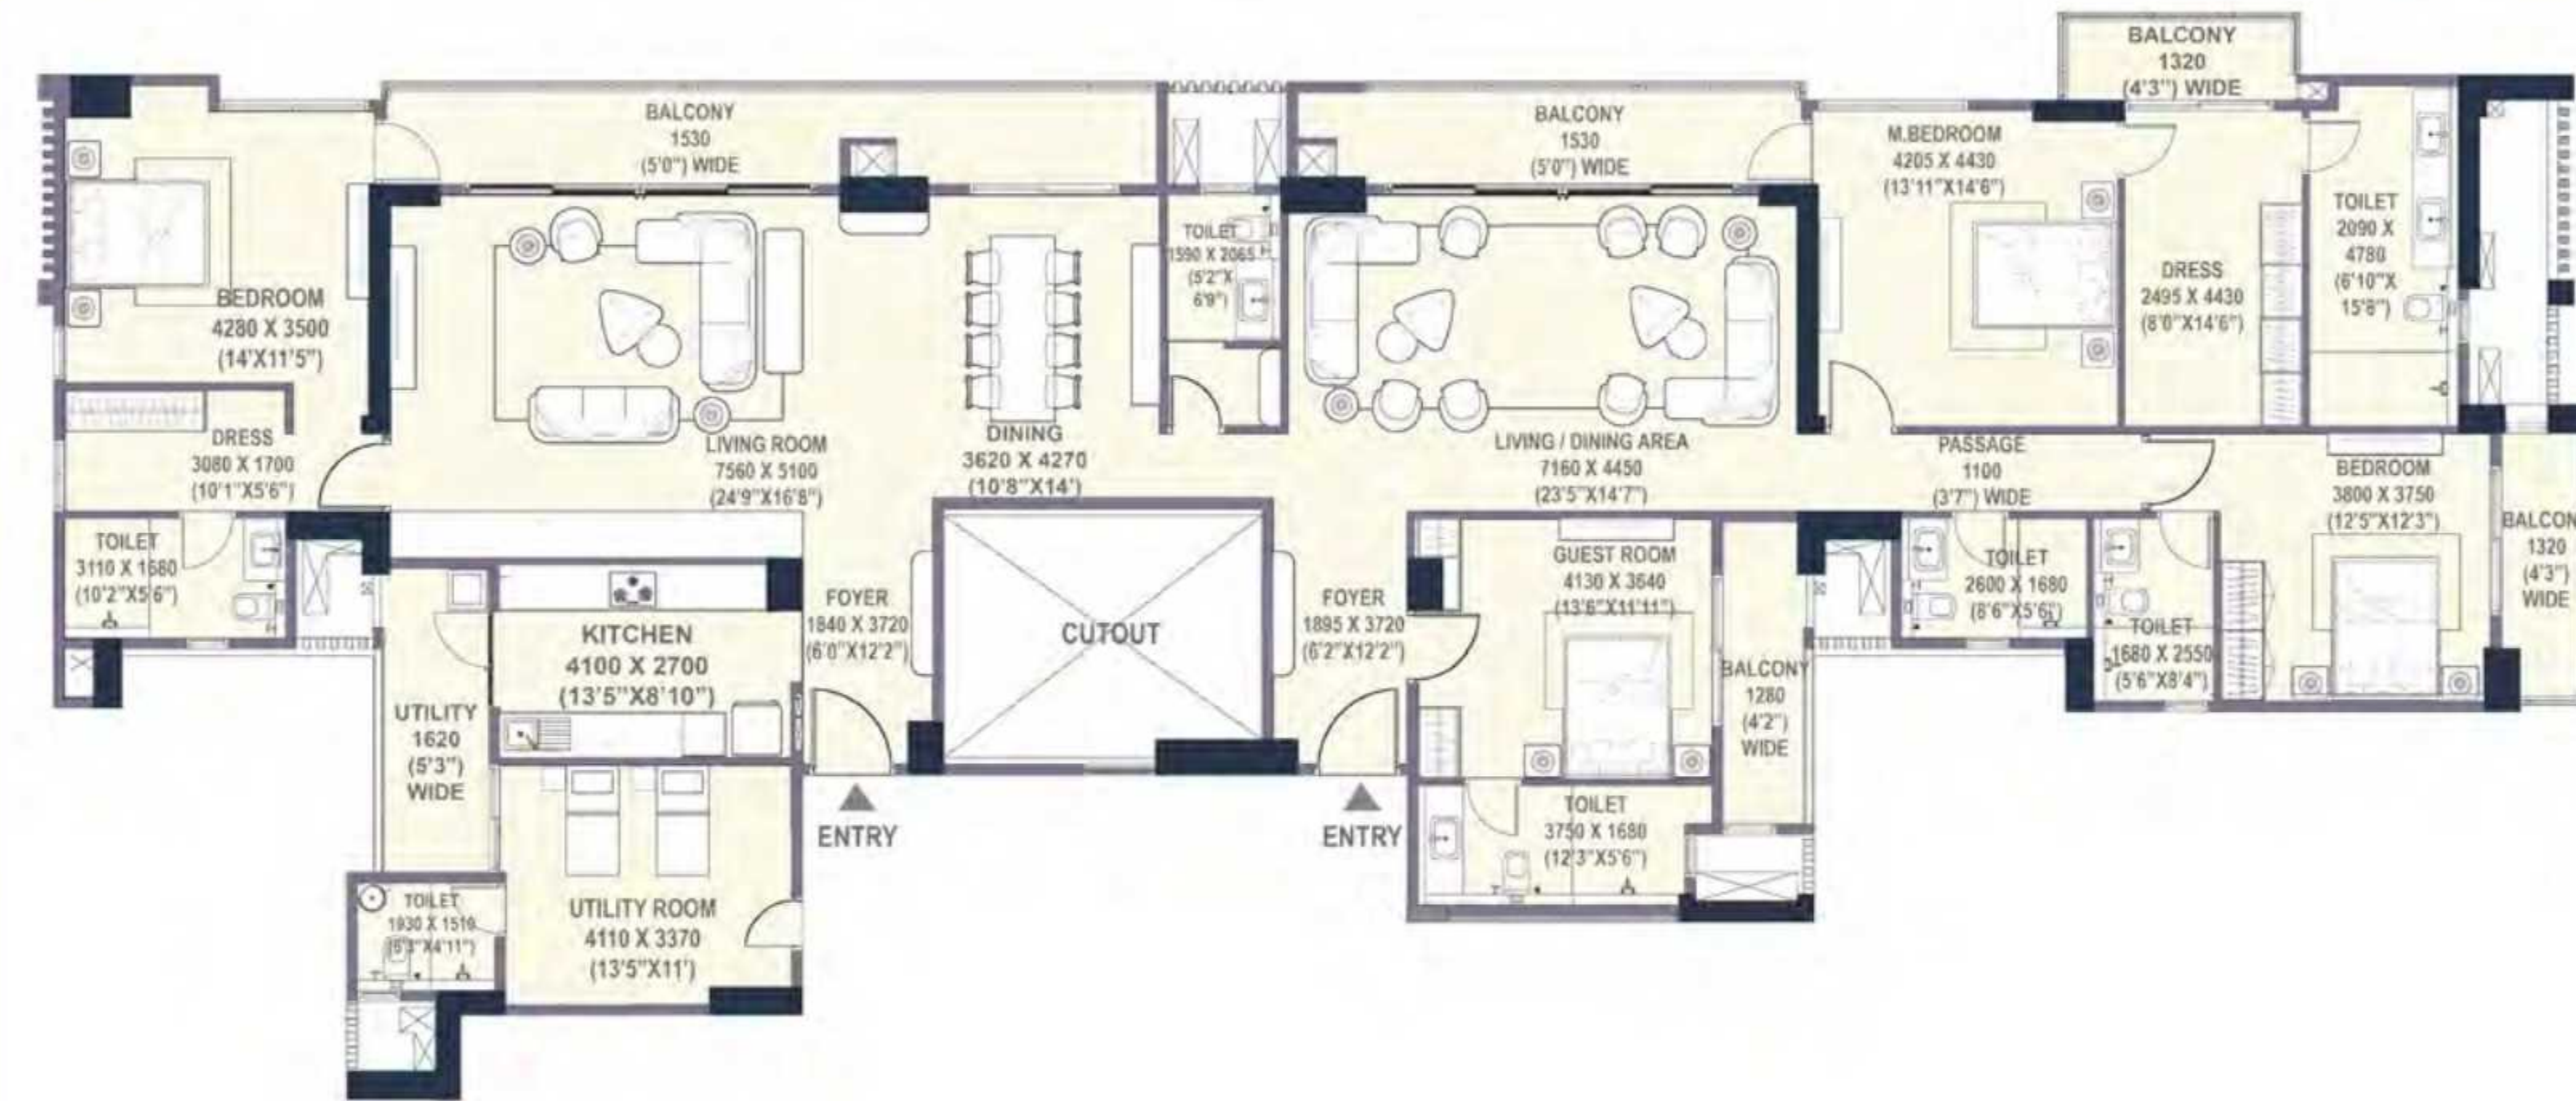 BALCONY
1320
(4'3") WIDE
BALCONY
1530
(5'0") WIDE
BALCONY
1530
(5'0") WIDE
M.BEDROOM
4205 X 4430
(13'11"X14'6")
TOILET
2090 X
4780
(6'10"X
15'8")
TOILET
1590 X 2065
(5'2"X
6'9")
DRESS
2495 X 4430
(8'0"X14'6")
BEDROOM
4280 X 3500
(14'X11'5")
DRESS
3080 X 1700
(10'1"X5'6")
LIVING ROOM
7560 X 5100
(24'9"X16'8")
DINING
3620 X 4270
(10'8"X14')
LIVING / DINING AREA
7160 X 4450
(23'5"X14'7")
PASSAGE
1100
(3'7") WIDE
BEDROOM
3800 X 3750
(12'5"X12'3")
BALCON
1320
(4'3")
WIDE
TOILET
3110 X 1680
(10'2"X5'6")
GUEST ROOM
4130 X 3640
(13'6"X11'11")
TOILET
2600 X 1680
(8'6"X5'6")
FOYER
1840 X 3720
(6'0"X12'2")
CUTOUT
FOYER
1895 X 3720
(6'2"X12'2")
KITCHEN
4100 X 2700
(13'5"X8'10")
TOILET
1680 X 2550
(5'6"X8'4")
BALCONY
1280
(4'2")
WIDE
UTILITY
1620
(5'3")
WIDE
ENTRY
ENTRY
TOILET
3750 X 1680
(12'3"X5'6")
TOILET
1930 X 1510
(6'3"X4'11")
UTILITY ROOM
4110 X 3370
(13'5"X11')